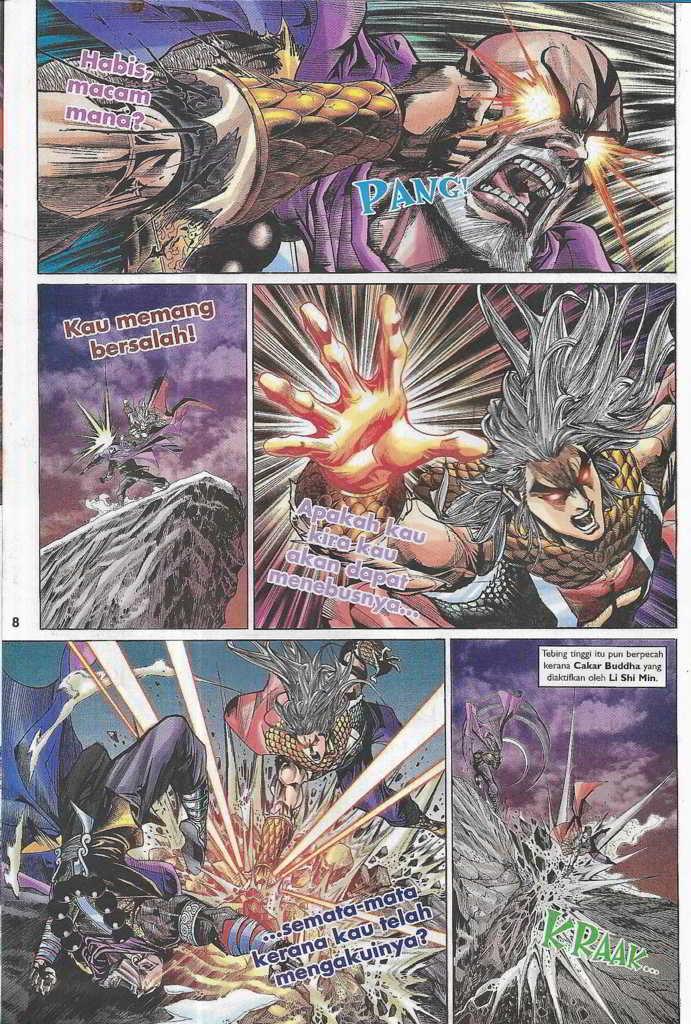 Habis,
macam
mana?
PANG!
Kau memang
bersalah!
Apakah kau
kira kau
akan dapat
menebusnya...
8
...semata-mata
kerana kau telah
mengakuinya?
Tebing tinggi itu pun berpecah
kerana Cakar Buddha yang
diaktifkan oleh Li Shi Min.
KRAAK...